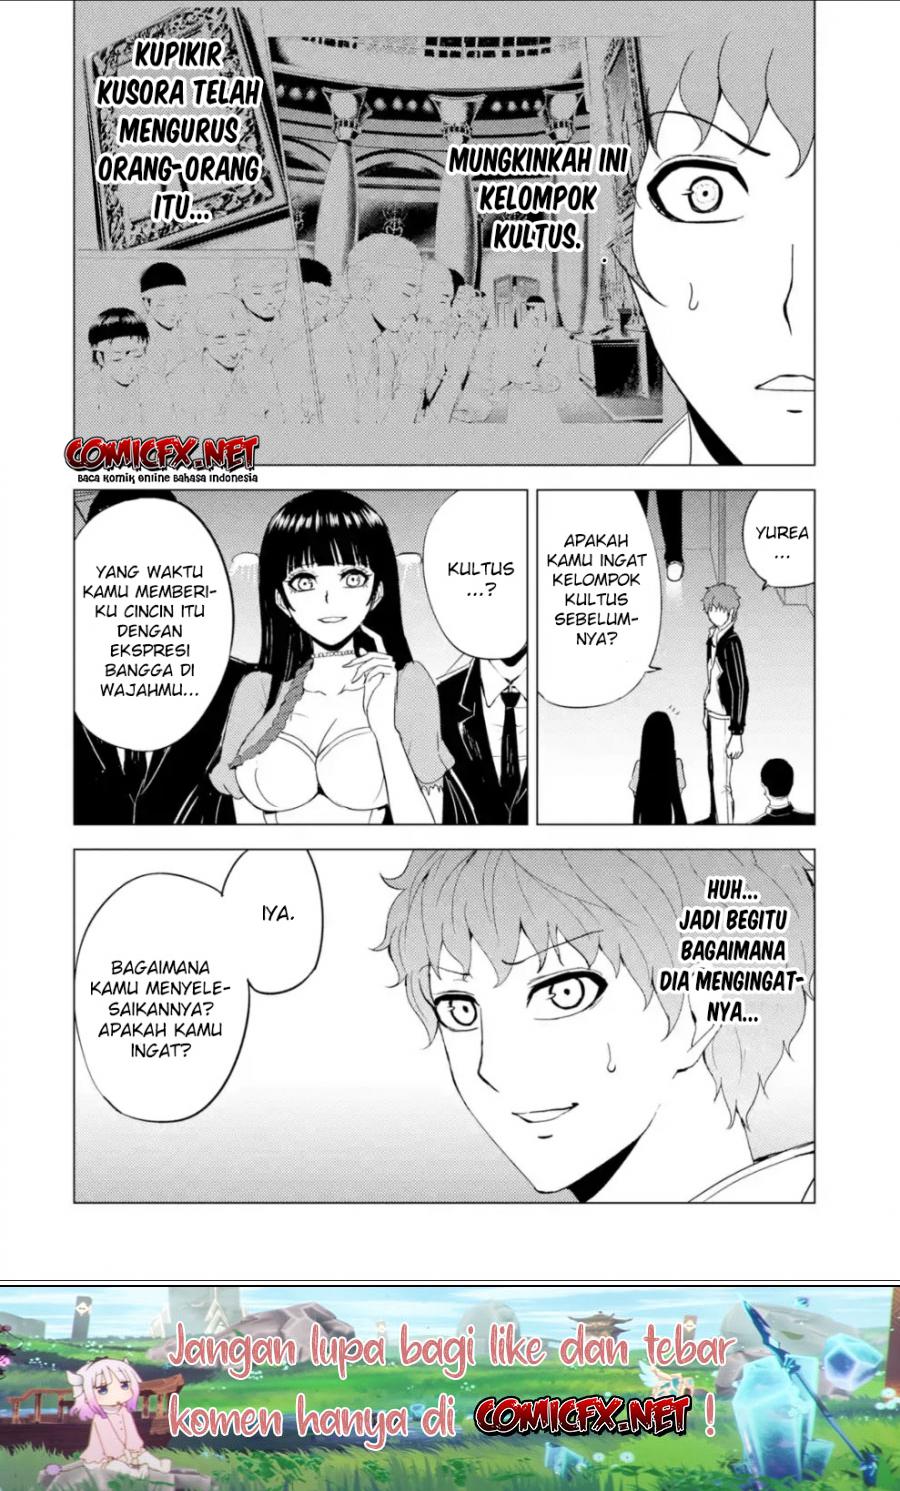 MUNGKINKAH INI
KELOMPOK
KULTUS.
KUPIKIR
KUSORA TELAH
MENGURUS
ORANG-ORANG
ITU...
COMICFX.NET
BACA KOMIK ONLINE BAHASA INDONESIA
YUREA
...
APAKAH
KAMU INGAT
KELOMPOK
KULTUS
SEBELUM-
NYA?
KULTUS
...?
YANG WAKTU
KAMU MEMBERI-
KU CINCIN ITU
DENGAN
EKSPRESI
BANGGA DI
WAJAHMU...
HUH...
JADI BEGITU
BAGAIMANA
DIA MENGINGAT-
NYA...
IYA.
BAGAIMANA
KAMU MENYELE-
SAIKANNYA?
APAKAH KAMU
INGAT?
Jangan lupa bagi like dan tebar
komen hanya di COMICFX.NET !